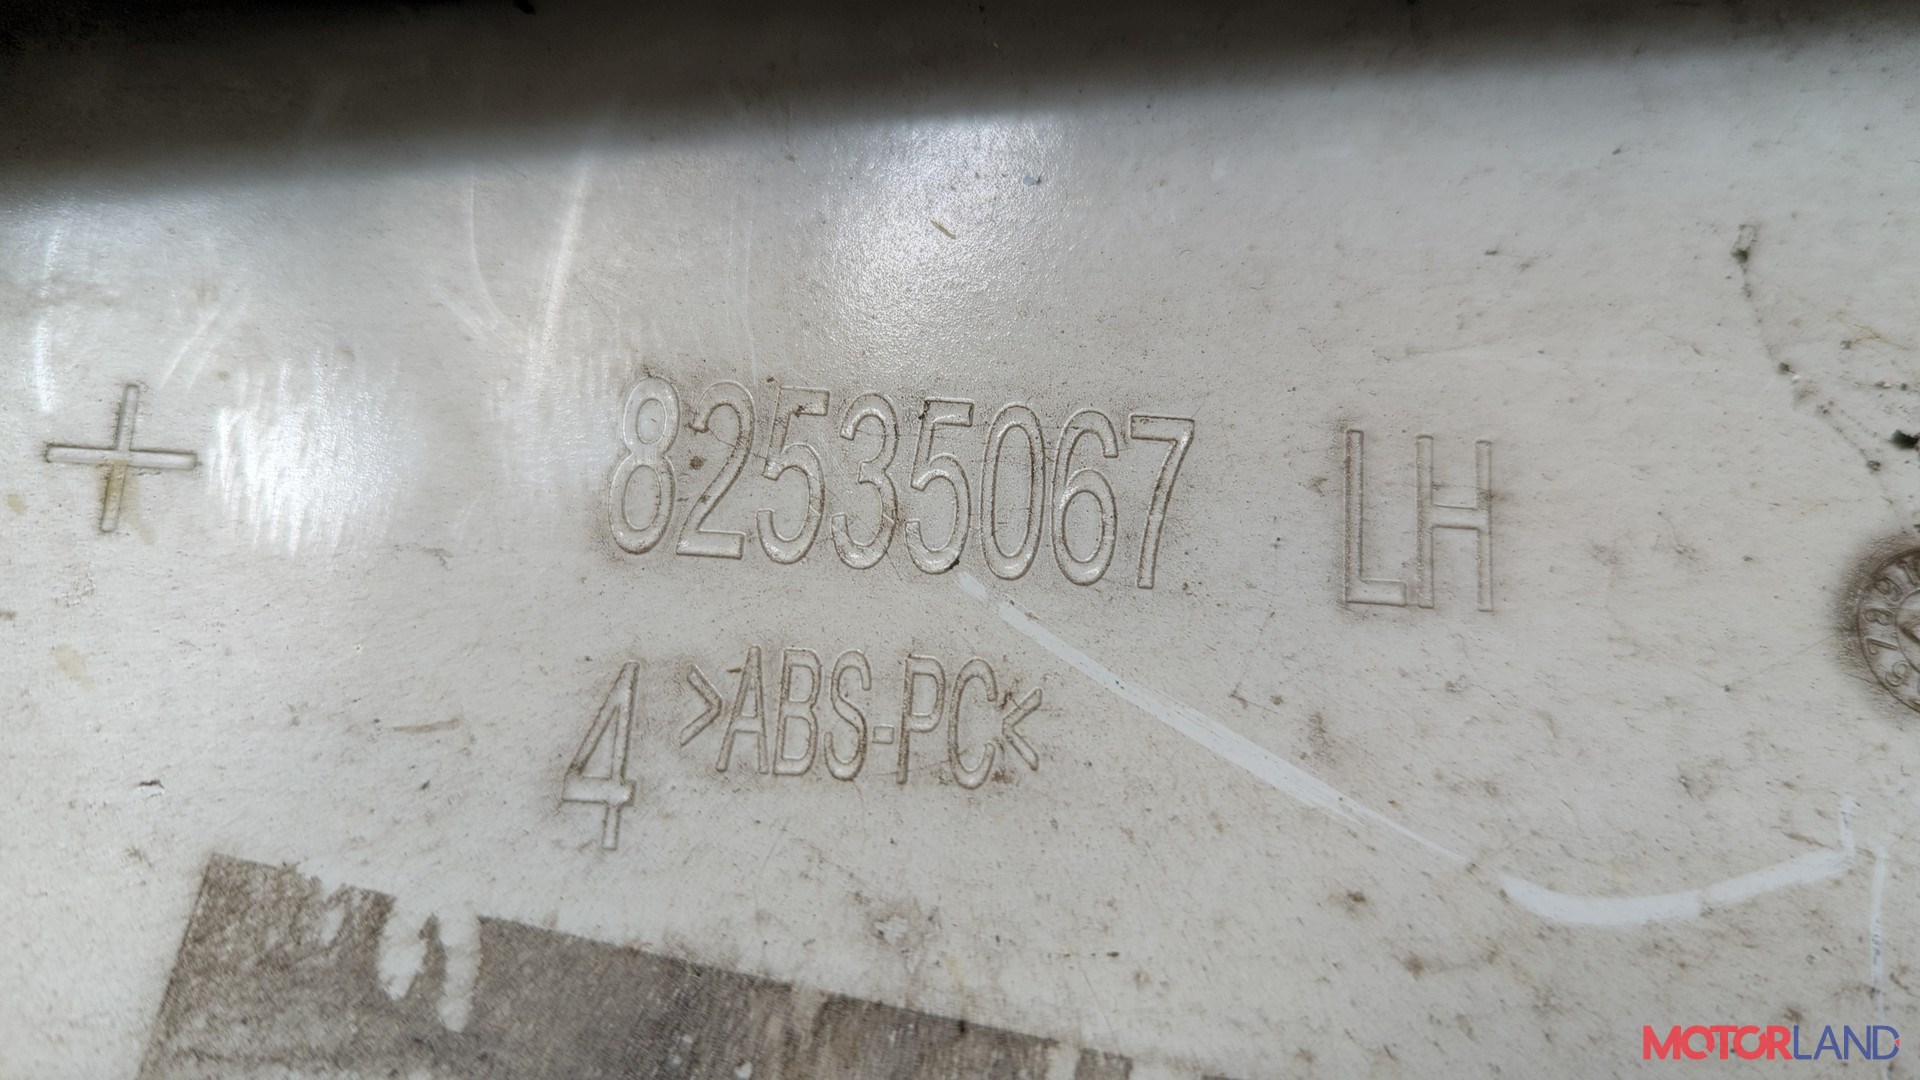 82535067 LH
4 >ABS-PC<
MOTORLAND